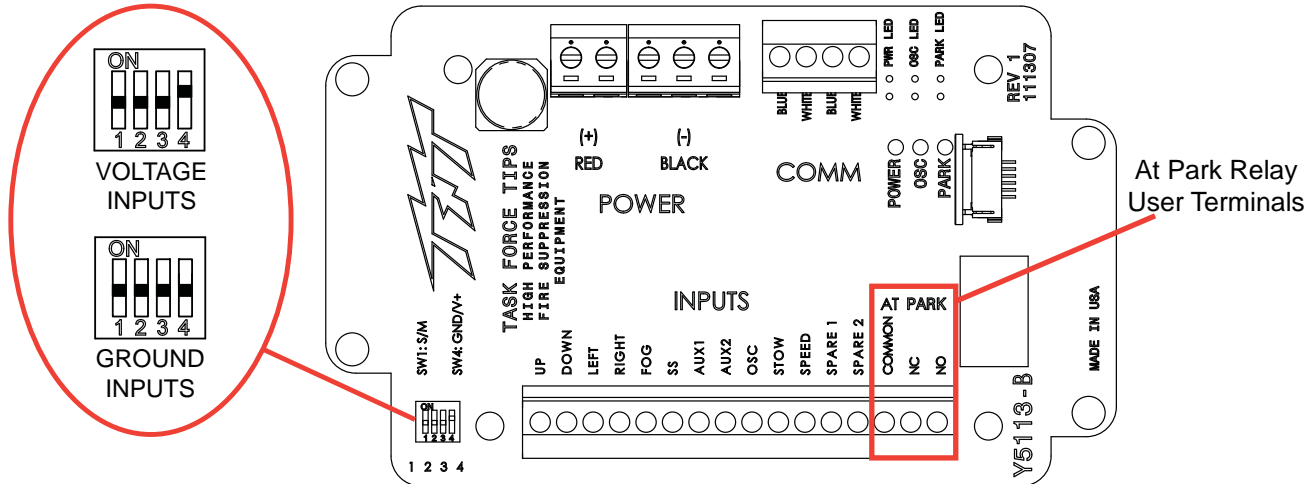 ON
1 2 3 4
VOLTAGE
INPUTS
ON
1 2 3 4
GROUND
INPUTS
TFT
TASK FORCE TIPS
HIGH PERFORMANCE
FIRE SUPPRESSION
EQUIPMENT
SW1: S/M
SW4: GND/V+
ON
1 2 3 4
1 2 3 4
(+)
RED
(-)
BLACK
POWER
BLUE
WHITE
BLUE
WHITE
COMM
PWR LED
OSC LED
PARK LED
POWER
OSC
PARK
REV 1
111307
At Park Relay
User Terminals
INPUTS
AT PARK
UP
DOWN
LEFT
RIGHT
FOG
SS
AUX1
AUX2
OSC
STOW
SPEED
SPARE 1
SPARE 2
COMMON
NC
NO
MADE IN USA
Y5113-B